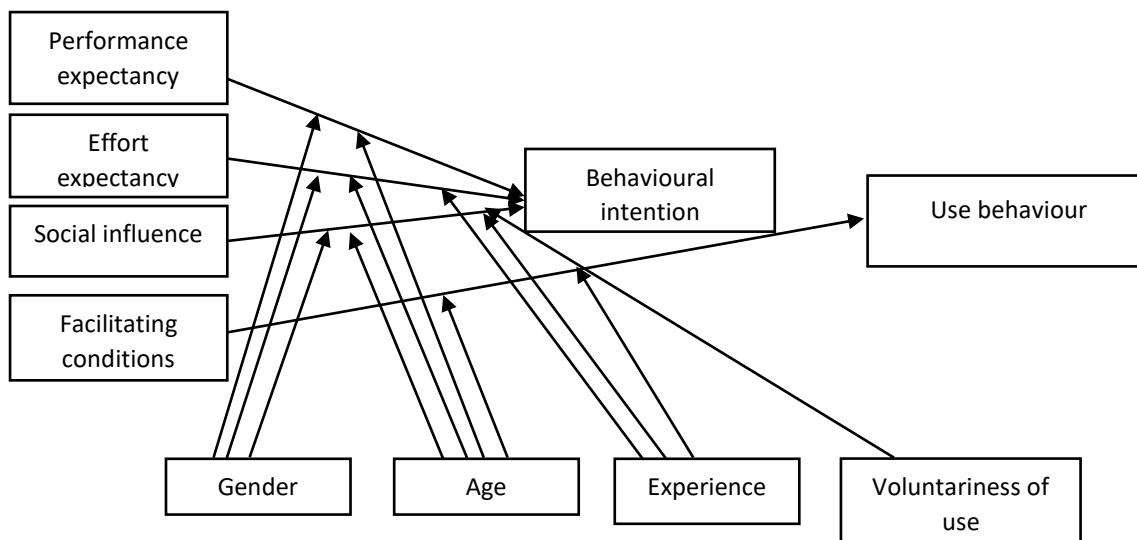 Performance
expectancy
Effort
expectancy
Social influence
Facilitating
conditions
Behavioural
intention
Use behaviour
Gender
Age
Experience
Voluntariness of
use